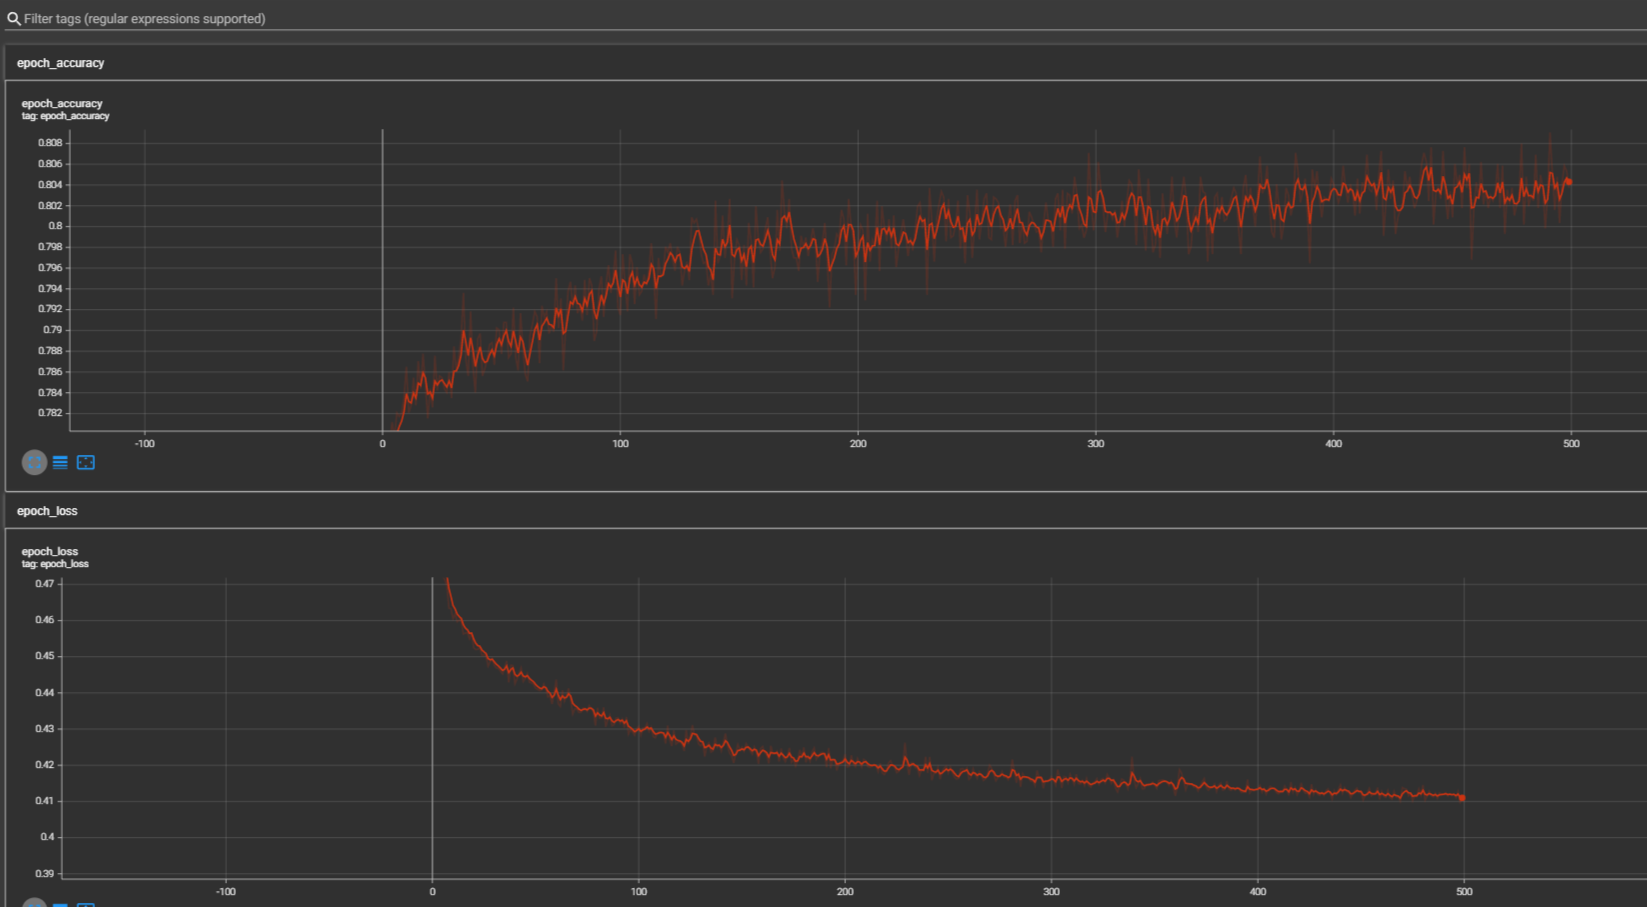 Filter tags (regular expressions supported)
epoch_accuracy
epoch_accuracy
tag: epoch_accuracy
0.808
0.806
0.804
0.802
0.8
0.798
0.796
0.794
0.792
0.79
0.788
0.786
0.784
0.782
-100 0 100 200 300 400 500
epoch_loss
epoch_loss
tag: epoch_loss
0.47
0.46
0.45
0.44
0.43
0.42
0.41
0.4
0.39
-100 0 100 200 300 400 500